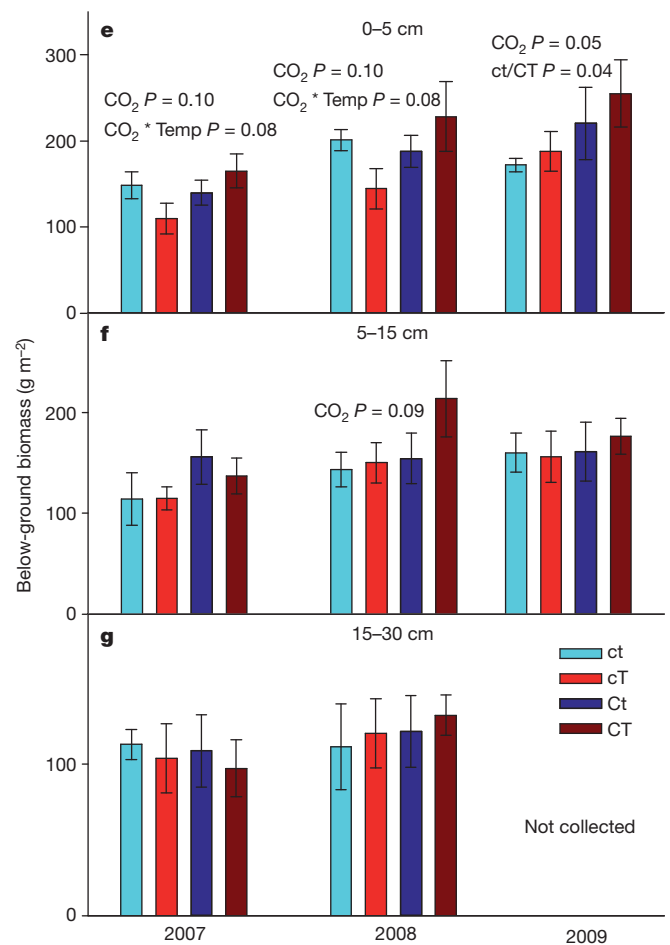 e
0–5 cm
300
CO2 P = 0.05
ct/CT P = 0.04
CO2 P = 0.10
CO2 * Temp P = 0.08
CO2 P = 0.10
CO2 * Temp P = 0.08
200
100
0
f
5–15 cm
200
CO2 P = 0.09
100
0
Below-ground biomass (g m–2)
g
15–30 cm
ct
cT
Ct
CT
100
Not collected
0
2007
2008
2009